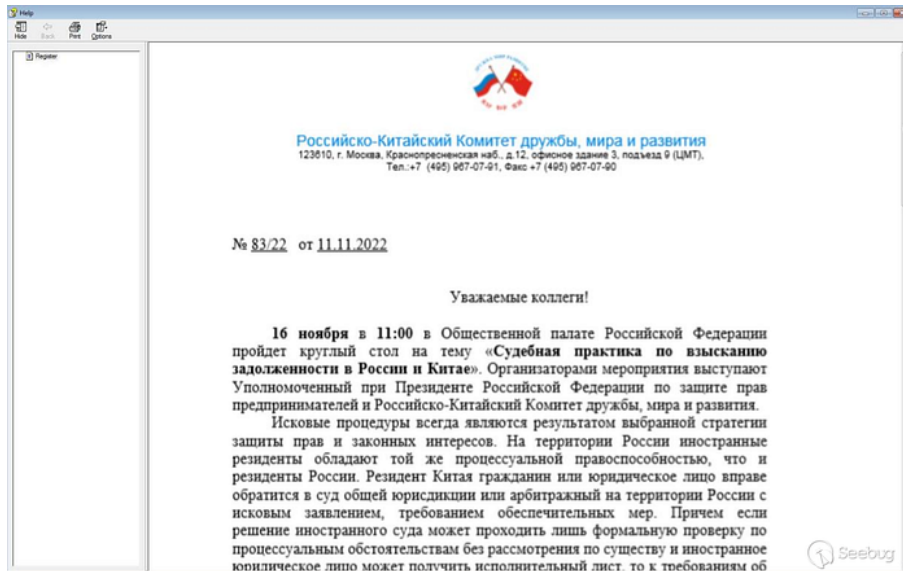 Help
Hide Back Print Options
Register
Российско-Китайский Комитет дружбы, мира и развития
123610, г. Москва, Краснопресненская наб., д.12, офисное здание 3, подъезд 9 (ЦМТ),
Тел.:+7 (495) 967-07-91, Факс +7 (495) 967-07-90
№ 83/22 от 11.11.2022
Уважаемые коллеги!
16 ноября в 11:00 в Общественной палате Российской Федерации
пройдет круглый стол на тему «Судебная практика по взысканию
задолженности в России и Китае». Организаторами мероприятия выступают
Уполномоченный при Президенте Российской Федерации по защите прав
предпринимателей и Российско-Китайский Комитет дружбы, мира и развития.
Исковые процедуры всегда являются результатом выбранной стратегии
защиты прав и законных интересов. На территории России иностранные
резиденты обладают той же процессуальной правоспособностью, что и
резиденты России. Резидент Китая гражданин или юридическое лицо вправе
обратится в суд общей юрисдикции или арбитражный на территории России с
исковым заявлением, требованием обеспечительных мер. Причем если
решение иностранного суда может проходить лишь формальную проверку по
процессуальным обстоятельствам без рассмотрения по существу и иностранное
юридическое лицо может получить исполнительный лист, то к требованиям об
Seebug